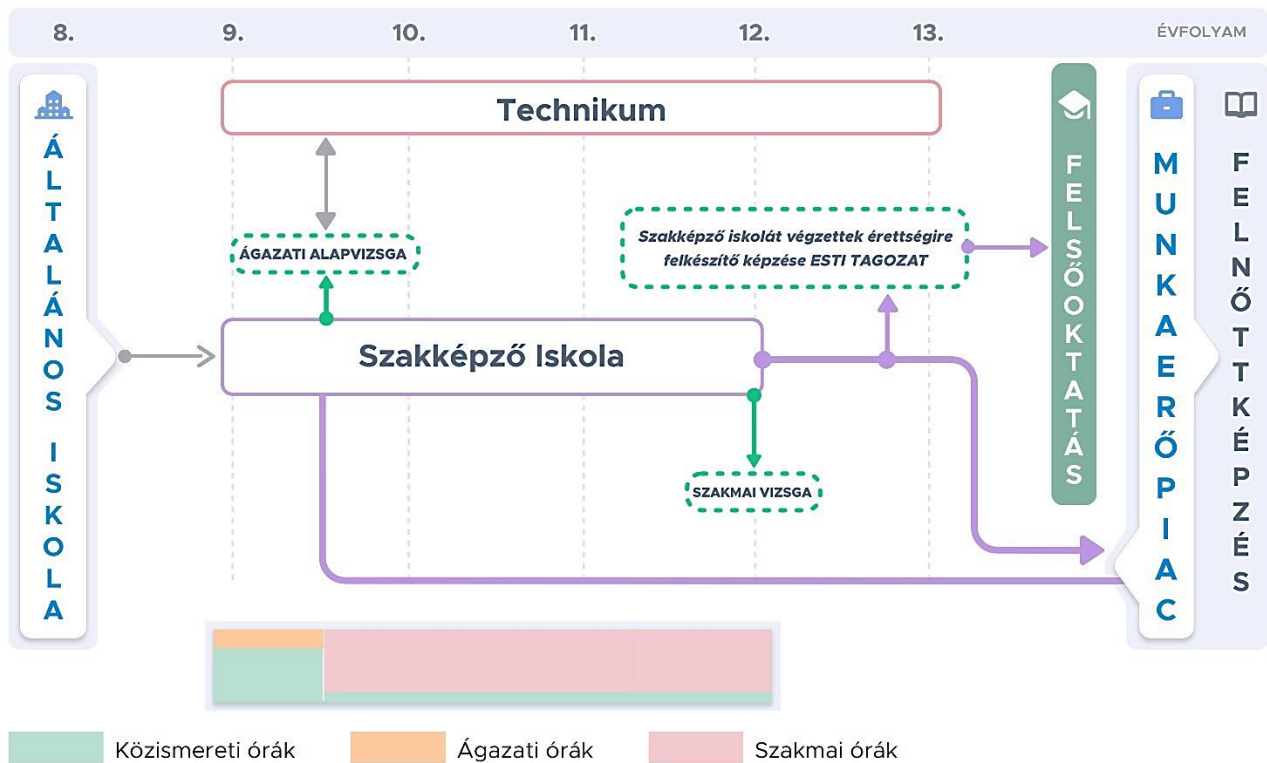 8. 9. 10. 11. 12. 13. ÉVFOLYAM
ÁLTALÁNOS ISKOLA
Technikum
ÁGAZATI ALAPVIZSGA
Szakképző iskolát végzettek érettségire
felkészítő képzése ESTI TAGOZAT
Szakképző Iskola
SZAKMAI VIZSGA
FELSŐOKTATÁS
MUNKAERŐPIAC
FELNŐTTKÉPZÉS
Közismereti órák
Ágazati órák
Szakmai órák